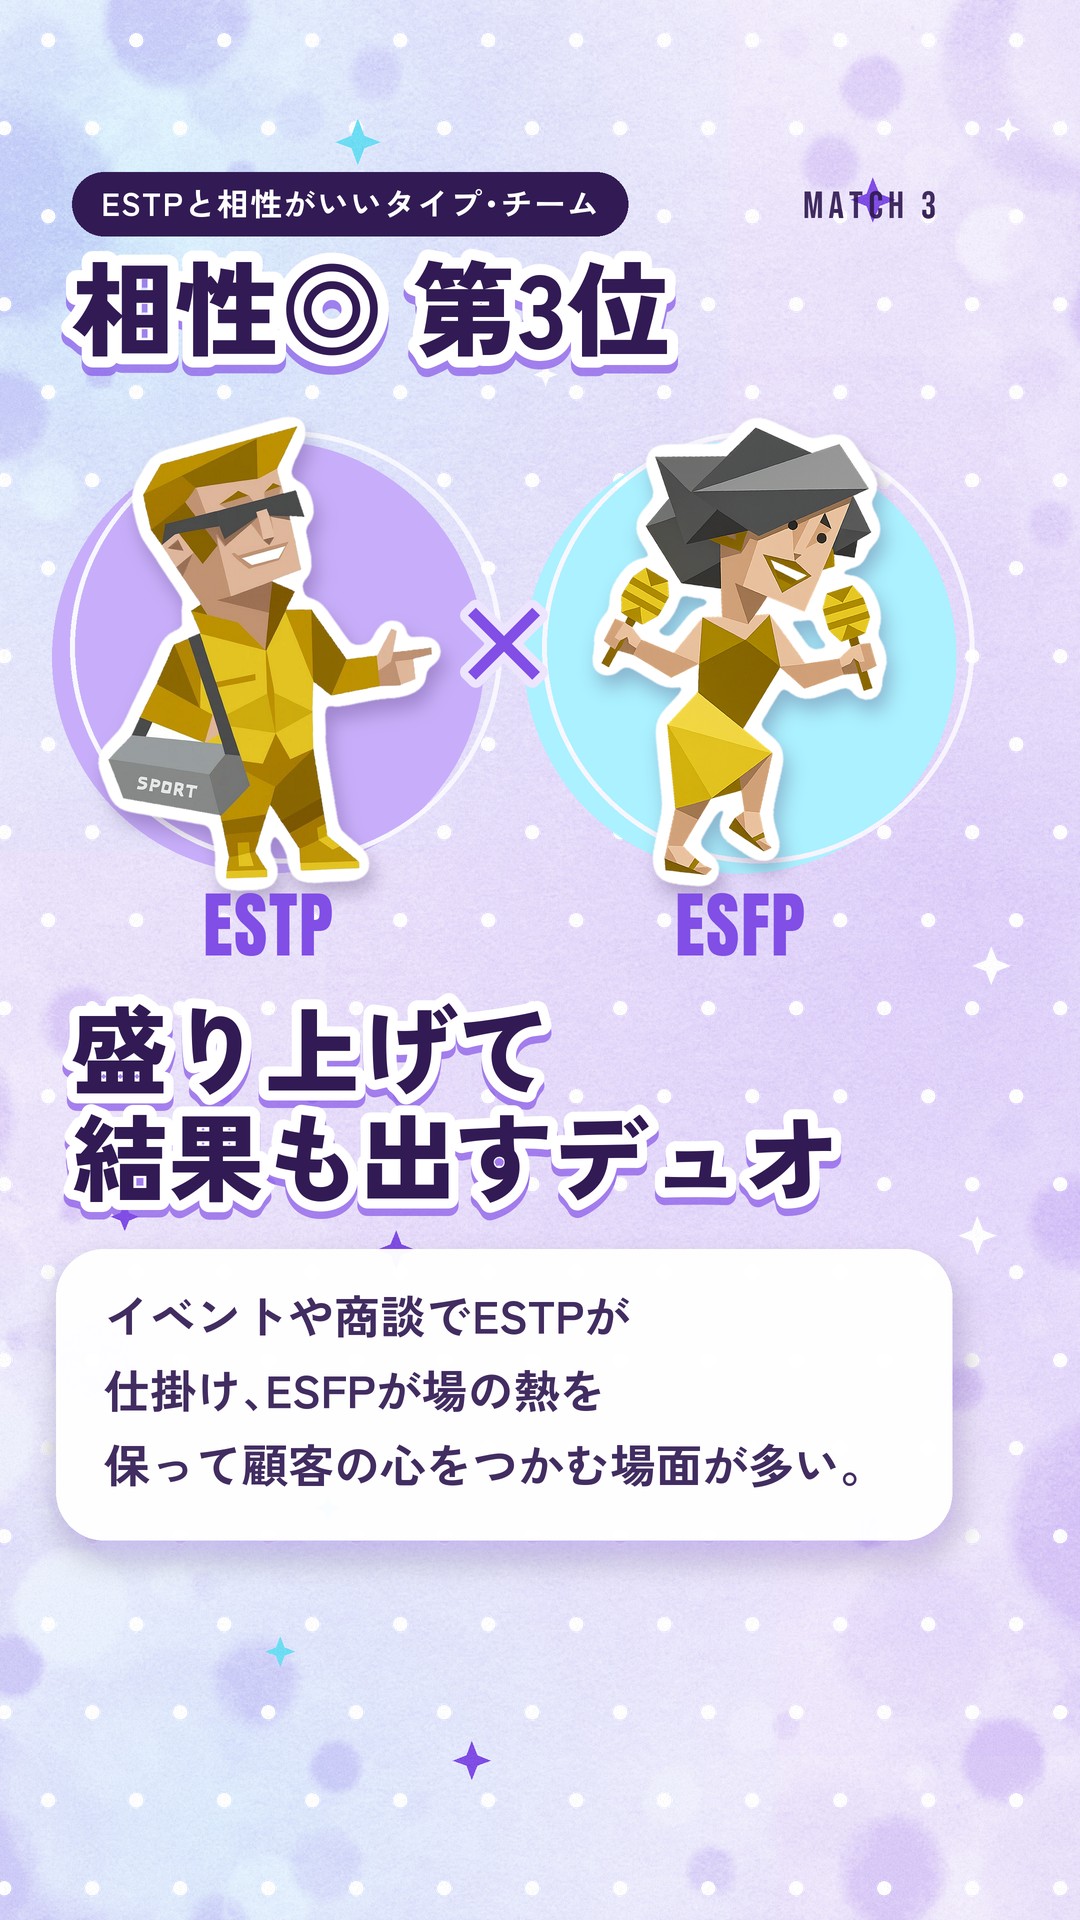 ESTPと相性がいいタイプ・チーム
MATCH 3
相性◎ 第3位
SPORT
×
ESTP
ESFP
盛り上げて
結果も出すデュオ
イベントや商談でESTPが
仕掛け、ESFPが場の熱を
保って顧客の心をつかむ場面が多い。